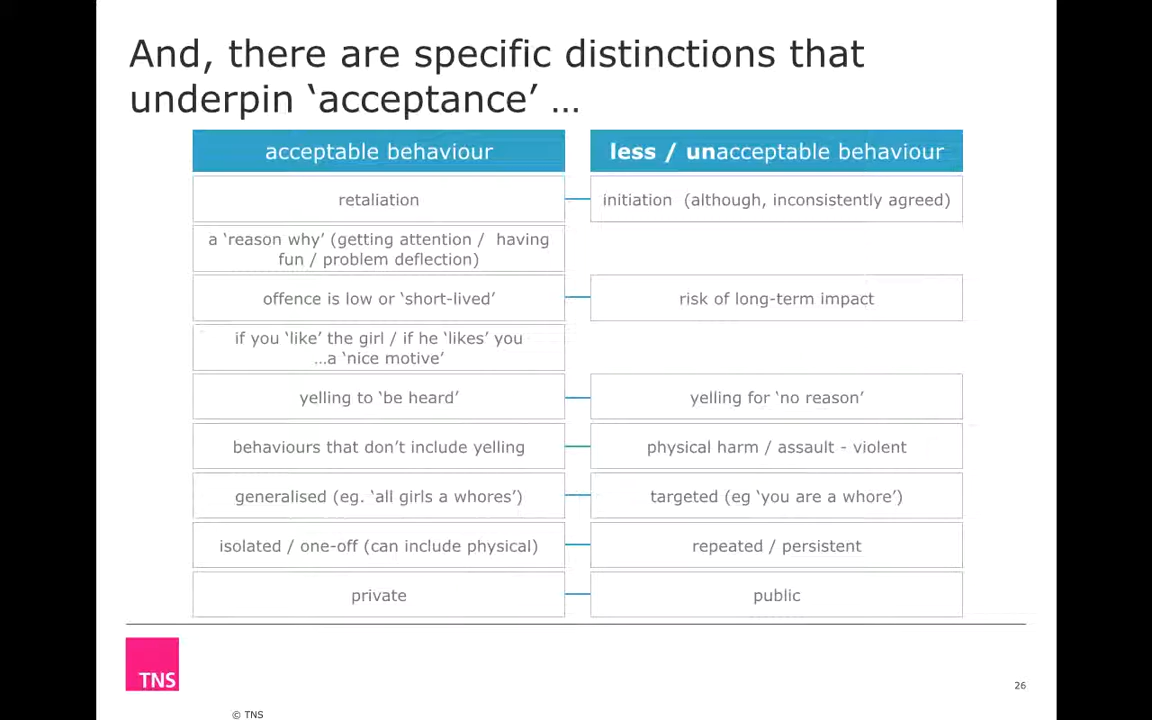 And, there are specific distinctions that
underpin ‘acceptance’ …
acceptable behaviour
less / unacceptable behaviour
retaliation
initiation (although, inconsistently agreed)
a ‘reason why’ (getting attention / having
fun / problem deflection)
offence is low or ‘short-lived’
risk of long-term impact
if you ‘like’ the girl / if he ‘likes’ you
…a ‘nice motive’
yelling to ‘be heard’
yelling for ‘no reason’
behaviours that don’t include yelling
physical harm / assault - violent
generalised (eg. ‘all girls a whores’)
targeted (eg ‘you are a whore’)
isolated / one-off (can include physical)
repeated / persistent
private
public
TNS
26
© TNS